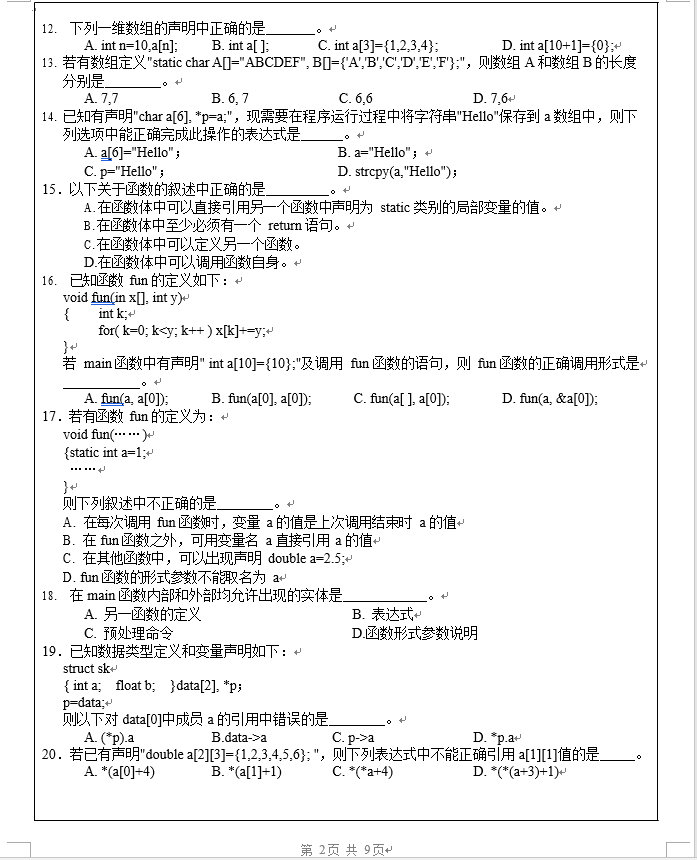 12. 下列一维数组的声明中正确的是_______。
A. int n=10,a[n]; B. int a[ ]; C. int a[3]={1,2,3,4}; D. int a[10+1]={0};
13. 若有数组定义"static char A[]="ABCDEF", B[]={'A','B','C','D','E','F'};", 则数组 A 和数组 B 的长度
分别是________。
A. 7,7 B. 6, 7 C. 6,6 D. 7,6
14. 已知有声明"char a[6], *p=a;", 现需要在程序运行过程中将字符串"Hello"保存到 a 数组中, 则下
列选项中能正确完成此操作的表达式是______。
A. a[6]="Hello"; B. a="Hello";
C. p="Hello"; D. strcpy(a,"Hello");
15. 以下关于函数的叙述中正确的是_________。
A.在函数体中可以直接引用另一个函数中声明为 static 类别的局部变量的值。
B.在函数体中至少必须有一个 return 语句。
C.在函数体中可以定义另一个函数。
D.在函数体中可以调用函数自身。
16. 已知函数 fun 的定义如下:
void fun(in x[], int y)
{ int k;
for( k=0; k<y; k++ ) x[k]+=y;
}
若 main 函数中有声明" int a[10]={10};"及调用 fun 函数的语句, 则 fun 函数的正确调用形式是
___________。
A. fun(a, a[0]); B. fun(a[0], a[0]); C. fun(a[ ], a[0]); D. fun(a, &a[0]);
17. 若有函数 fun 的定义为:
void fun(……)
{static int a=1;
……
}
则下列叙述中不正确的是________。
A. 在每次调用 fun 函数时, 变量 a 的值是上次调用结束时 a 的值
B. 在 fun 函数之外, 可用变量名 a 直接引用 a 的值
C. 在其他函数中, 可以出现声明 double a=2.5;
D. fun 函数的形式参数不能取名为 a
18. 在 main 函数内部和外部均允许出现的实体是____________。
A. 另一函数的定义 B. 表达式
C. 预处理命令 D.函数形式参数说明
19. 已知数据类型定义和变量声明如下:
struct sk
{ int a; float b; }data[2], *p;
p=data;
则以下对 data[0]中成员 a 的引用中错误的是________。
A. (*p).a B.data->a C. p->a D. *p.a
20. 若已有声明"double a[2][3]={1,2,3,4,5,6}; ", 则下列表达式中不能正确引用 a[1][1]值的是_____。
A. *(a[0]+4) B. *(a[1]+1) C. *(*a+4) D. *(*(a+3)+1)
第 2页 共 9页